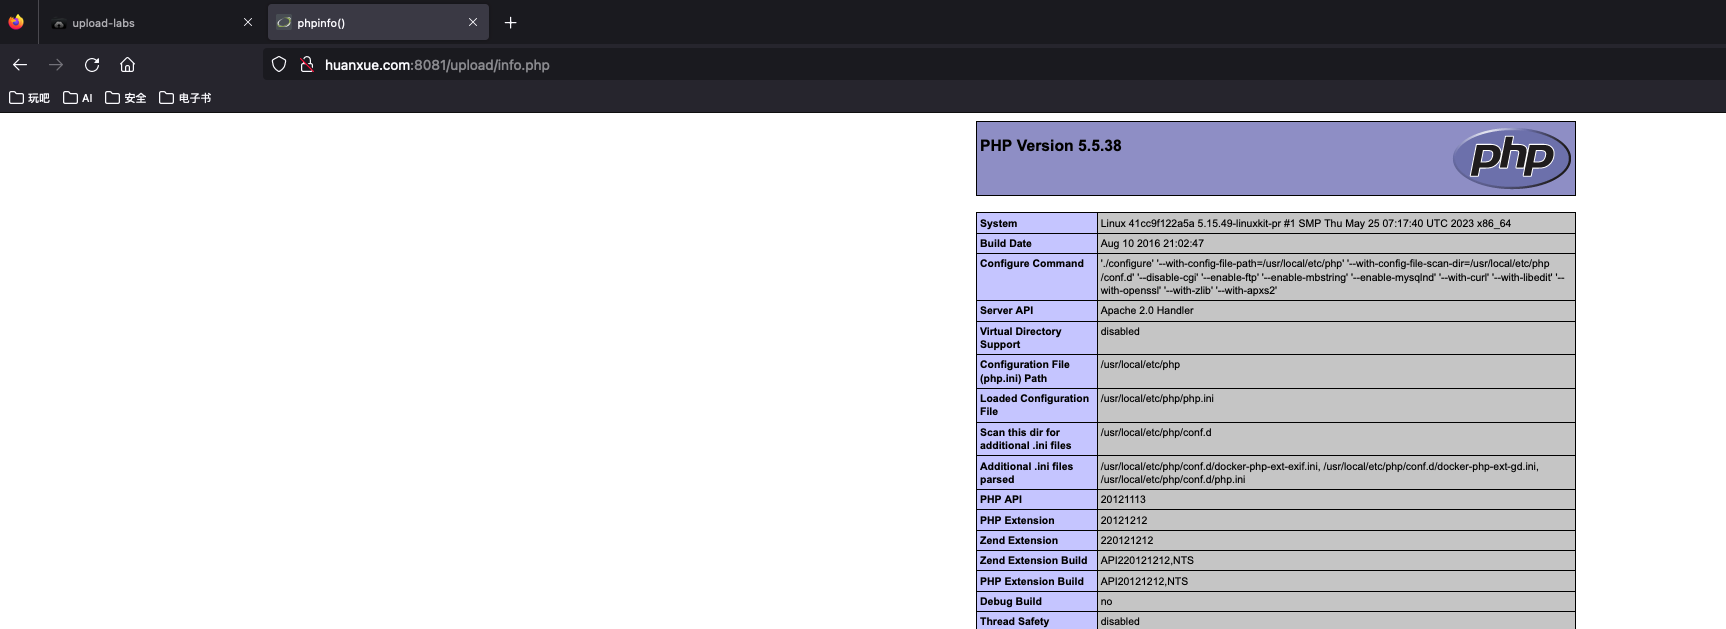 upload-labs
phpinfo()
huanxue.com:8081/upload/info.php
玩吧
AI
安全
电子书
PHP Version 5.5.38
php
System
Linux 41cc9f122a5a 5.15.49-linuxkit-pr #1 SMP Thu May 25 07:17:40 UTC 2023 x86_64
Build Date
Aug 10 2016 21:02:47
Configure Command
'./configure' '--with-config-file-path=/usr/local/etc/php' '--with-config-file-scan-dir=/usr/local/etc/php
/conf.d' '--disable-cgi' '--enable-ftp' '--enable-mbstring' '--enable-mysqlnd' '--with-curl' '--with-libedit' '--
with-openssl' '--with-zlib' '--with-apxs2'
Server API
Apache 2.0 Handler
Virtual Directory
Support
disabled
Configuration File
(php.ini) Path
/usr/local/etc/php
Loaded Configuration
File
/usr/local/etc/php/php.ini
Scan this dir for
additional .ini files
/usr/local/etc/php/conf.d
Additional .ini files
parsed
/usr/local/etc/php/conf.d/docker-php-ext-exif.ini, /usr/local/etc/php/conf.d/docker-php-ext-gd.ini,
/usr/local/etc/php/conf.d/php.ini
PHP API
20121113
PHP Extension
20121212
Zend Extension
220121212
Zend Extension Build
API220121212,NTS
PHP Extension Build
API20121212,NTS
Debug Build
no
Thread Safety
disabled